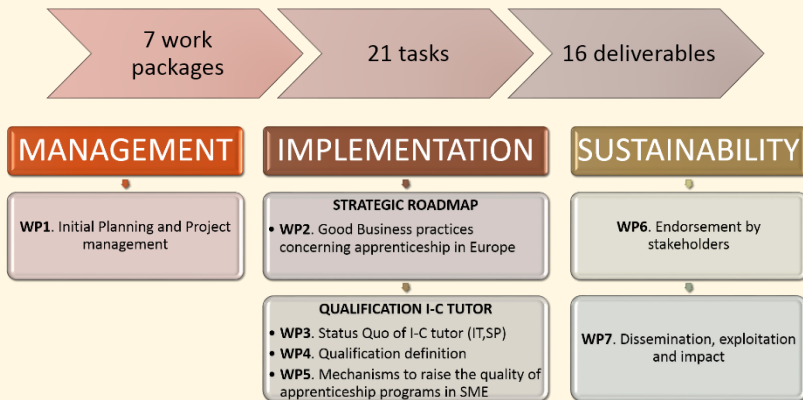 7 work
packages
21 tasks
16 deliverables
MANAGEMENT
WP1. Initial Planning and Project
management
IMPLEMENTATION
STRATEGIC ROADMAP
• WP2. Good Business practices
concerning apprenticeship in Europe
QUALIFICATION I-C TUTOR
• WP3. Status Quo of I-C tutor (IT,SP)
• WP4. Qualification definition
• WP5. Mechanisms to raise the quality of
apprenticeship programs in SME
SUSTAINABILITY
WP6. Endorsement by
stakeholders
WP7. Dissemination, exploitation
and impact